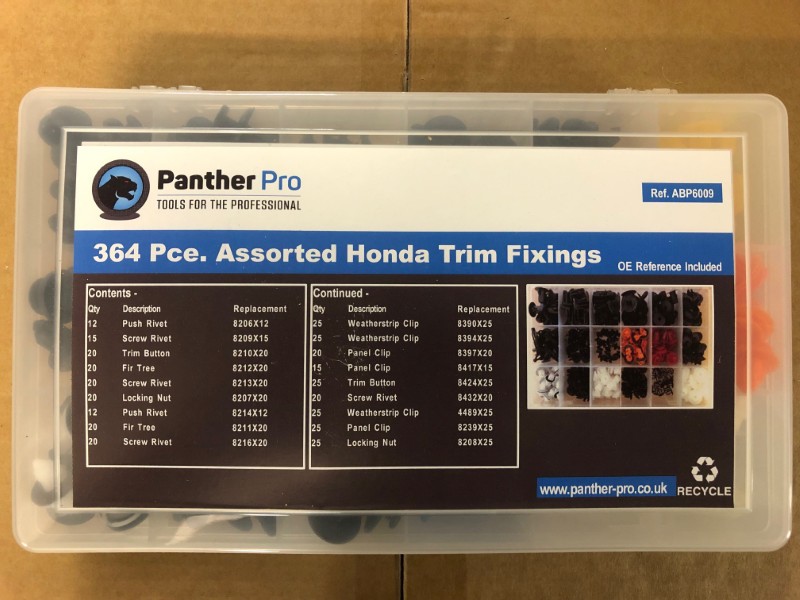 Panther Pro
TOOLS FOR THE PROFESSIONAL
Ref. ABP6009
364 Pce. Assorted Honda Trim Fixings
OE Reference Included
Contents -
Qty Description Replacement
12 Push Rivet 8206X12
15 Screw Rivet 8209X15
20 Trim Button 8210X20
20 Fir Tree 8212X20
20 Screw Rivet 8213X20
20 Locking Nut 8207X20
12 Push Rivet 8214X12
20 Fir Tree 8211X20
20 Screw Rivet 8216X20
Continued -
Qty Description Replacement
25 Weatherstrip Clip 8390X25
25 Weatherstrip Clip 8394X25
20 Panel Clip 8397X20
15 Panel Clip 8417X15
25 Trim Button 8424X25
20 Screw Rivet 8432X20
25 Weatherstrip Clip 4489X25
25 Panel Clip 8239X25
25 Locking Nut 8208X25
www.panther-pro.co.uk
RECYCLE